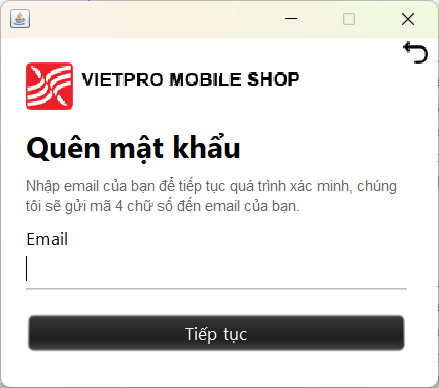 VIETPRO MOBILE SHOP
Quên mật khẩu
Nhập email của bạn để tiếp tục quá trình xác minh, chúng
tôi sẽ gửi mã 4 chữ số đến email của bạn.
Email
Tiếp tục